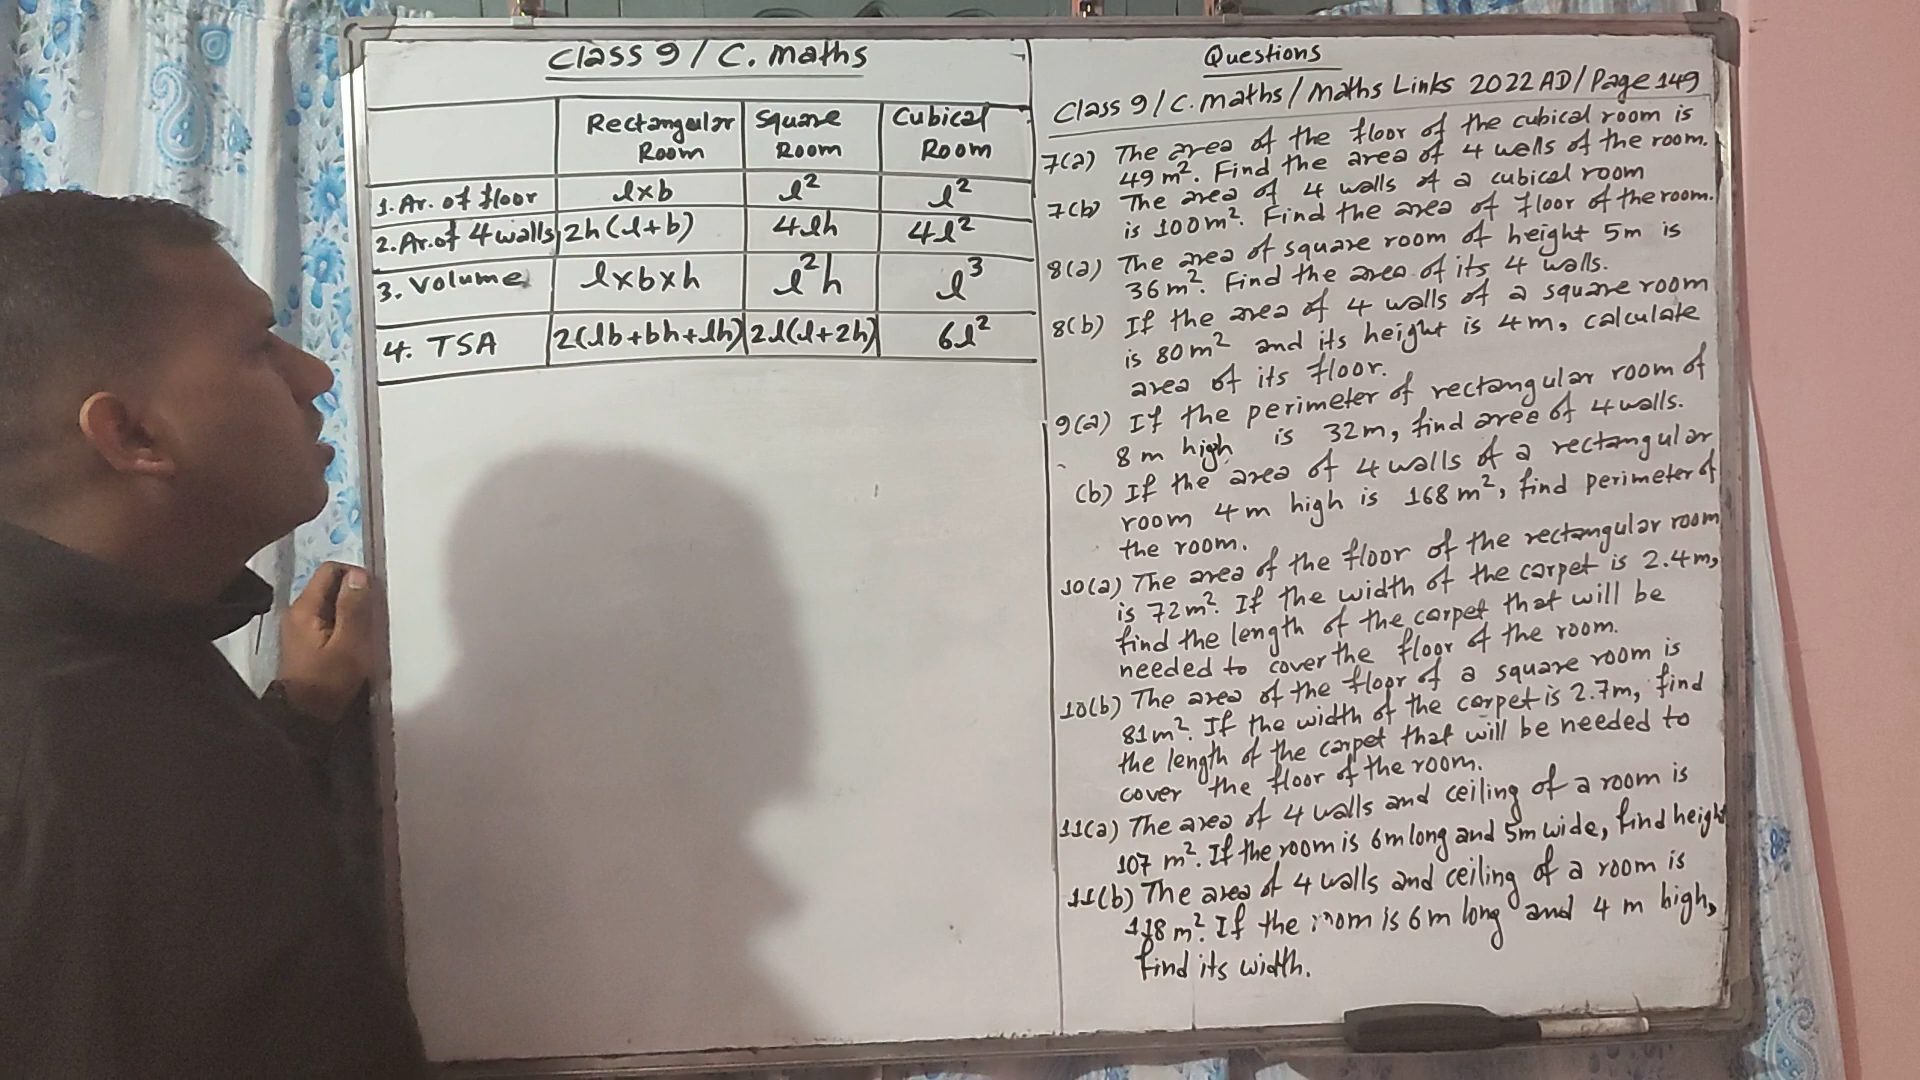 Class 9 / C. maths
Rectangular Room
Square Room
Cubical Room
1. Ar. of floor
l×b
l²
l²
2. Ar. of 4 walls
2h(l+b)
4lh
4l²
3. Volume
l×b×h
l²h
l³
4. TSA
2(lb+bh+lh)
2l(l+2h)
6l²
Questions
Class 9 / C. maths / Maths Links 2022 AD / Page 149
7(a) The area of the floor of the cubical room is
49 m². Find the area of 4 walls of the room.
7(b) The area of 4 walls of a cubical room
is 100 m². Find the area of floor of the room.
8(a) The area of square room of height 5m is
36 m². Find the area of its 4 walls.
8(b) If the area of 4 walls of a square room
is 80 m² and its height is 4 m, calculate
area of its floor.
9(a) If the perimeter of rectangular room of
8 m high is 32 m, find area of 4 walls.
(b) If the area of 4 walls of a rectangular
room 4 m high is 168 m², find perimeter of
the room.
10(a) The area of the floor of the rectangular room
is 72 m². If the width of the carpet is 2.4 m,
find the length of the carpet that will be
needed to cover the floor of the room.
10(b) The area of the floor of a square room is
81 m². If the width of the carpet is 2.7m, find
the length of the carpet that will be needed to
cover the floor of the room.
11(a) The area of 4 walls and ceiling of a room is
107 m². If the room is 6m long and 5m wide, find height
11(b) The area of 4 walls and ceiling of a room is
m². If the room is 6 m long and 4 m high,
find its width.